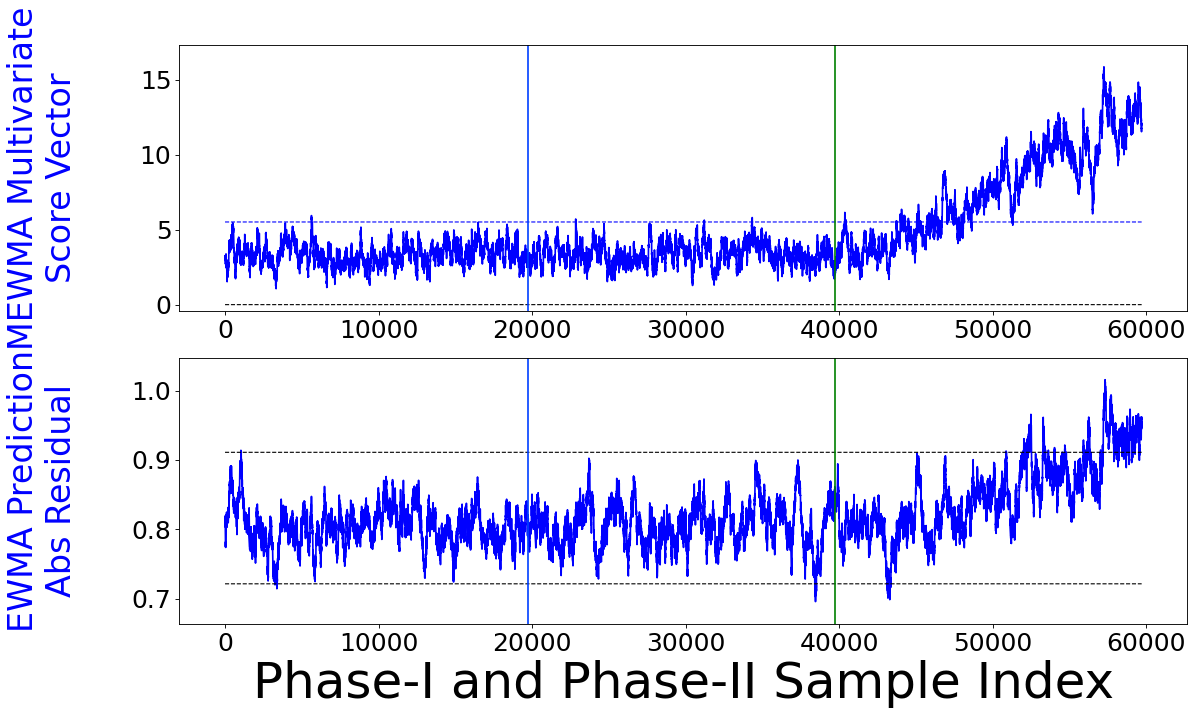 MEWMA Multivariate
Score Vector
15
10
5
0
0 10000 20000 30000 40000 50000 60000
EWMA Prediction
Abs Residual
1.0
0.9
0.8
0.7
0 10000 20000 30000 40000 50000 60000
Phase-I and Phase-II Sample Index